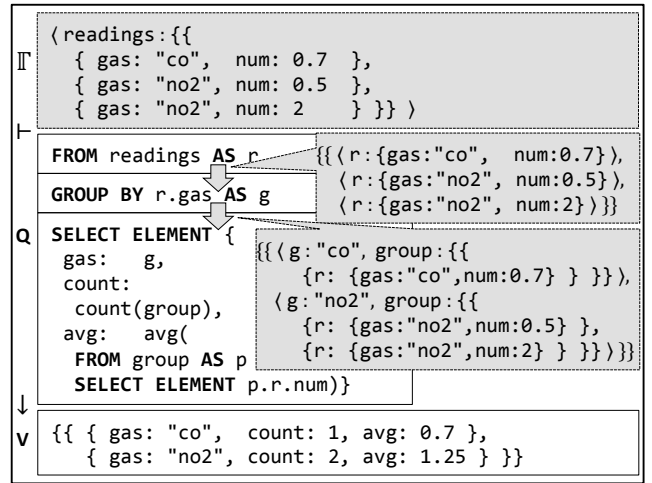 𝕋 ⟨ readings : {{
{ gas: "co", num: 0.7 },
{ gas: "no2", num: 0.5 },
{ gas: "no2", num: 2 } }} ⟩
⊢
FROM readings AS r
{{ ⟨ r : {gas:"co", num:0.7} ⟩,
⟨ r : {gas:"no2", num:0.5} ⟩,
⟨ r : {gas:"no2", num:2} ⟩ }}
GROUP BY r.gas AS g
Q SELECT ELEMENT {
gas: g,
count:
count(group),
avg: avg(
FROM group AS p
SELECT ELEMENT p.r.num)}
{{ ⟨ g : "co", group : {{
{r: {gas:"co",num:0.7} } }} ⟩,
⟨ g : "no2", group : {{
{r: {gas:"no2",num:0.5} },
{r: {gas:"no2",num:2} } }} ⟩ }}
↓
V {{ { gas: "co", count: 1, avg: 0.7 },
{ gas: "no2", count: 2, avg: 1.25 } }}